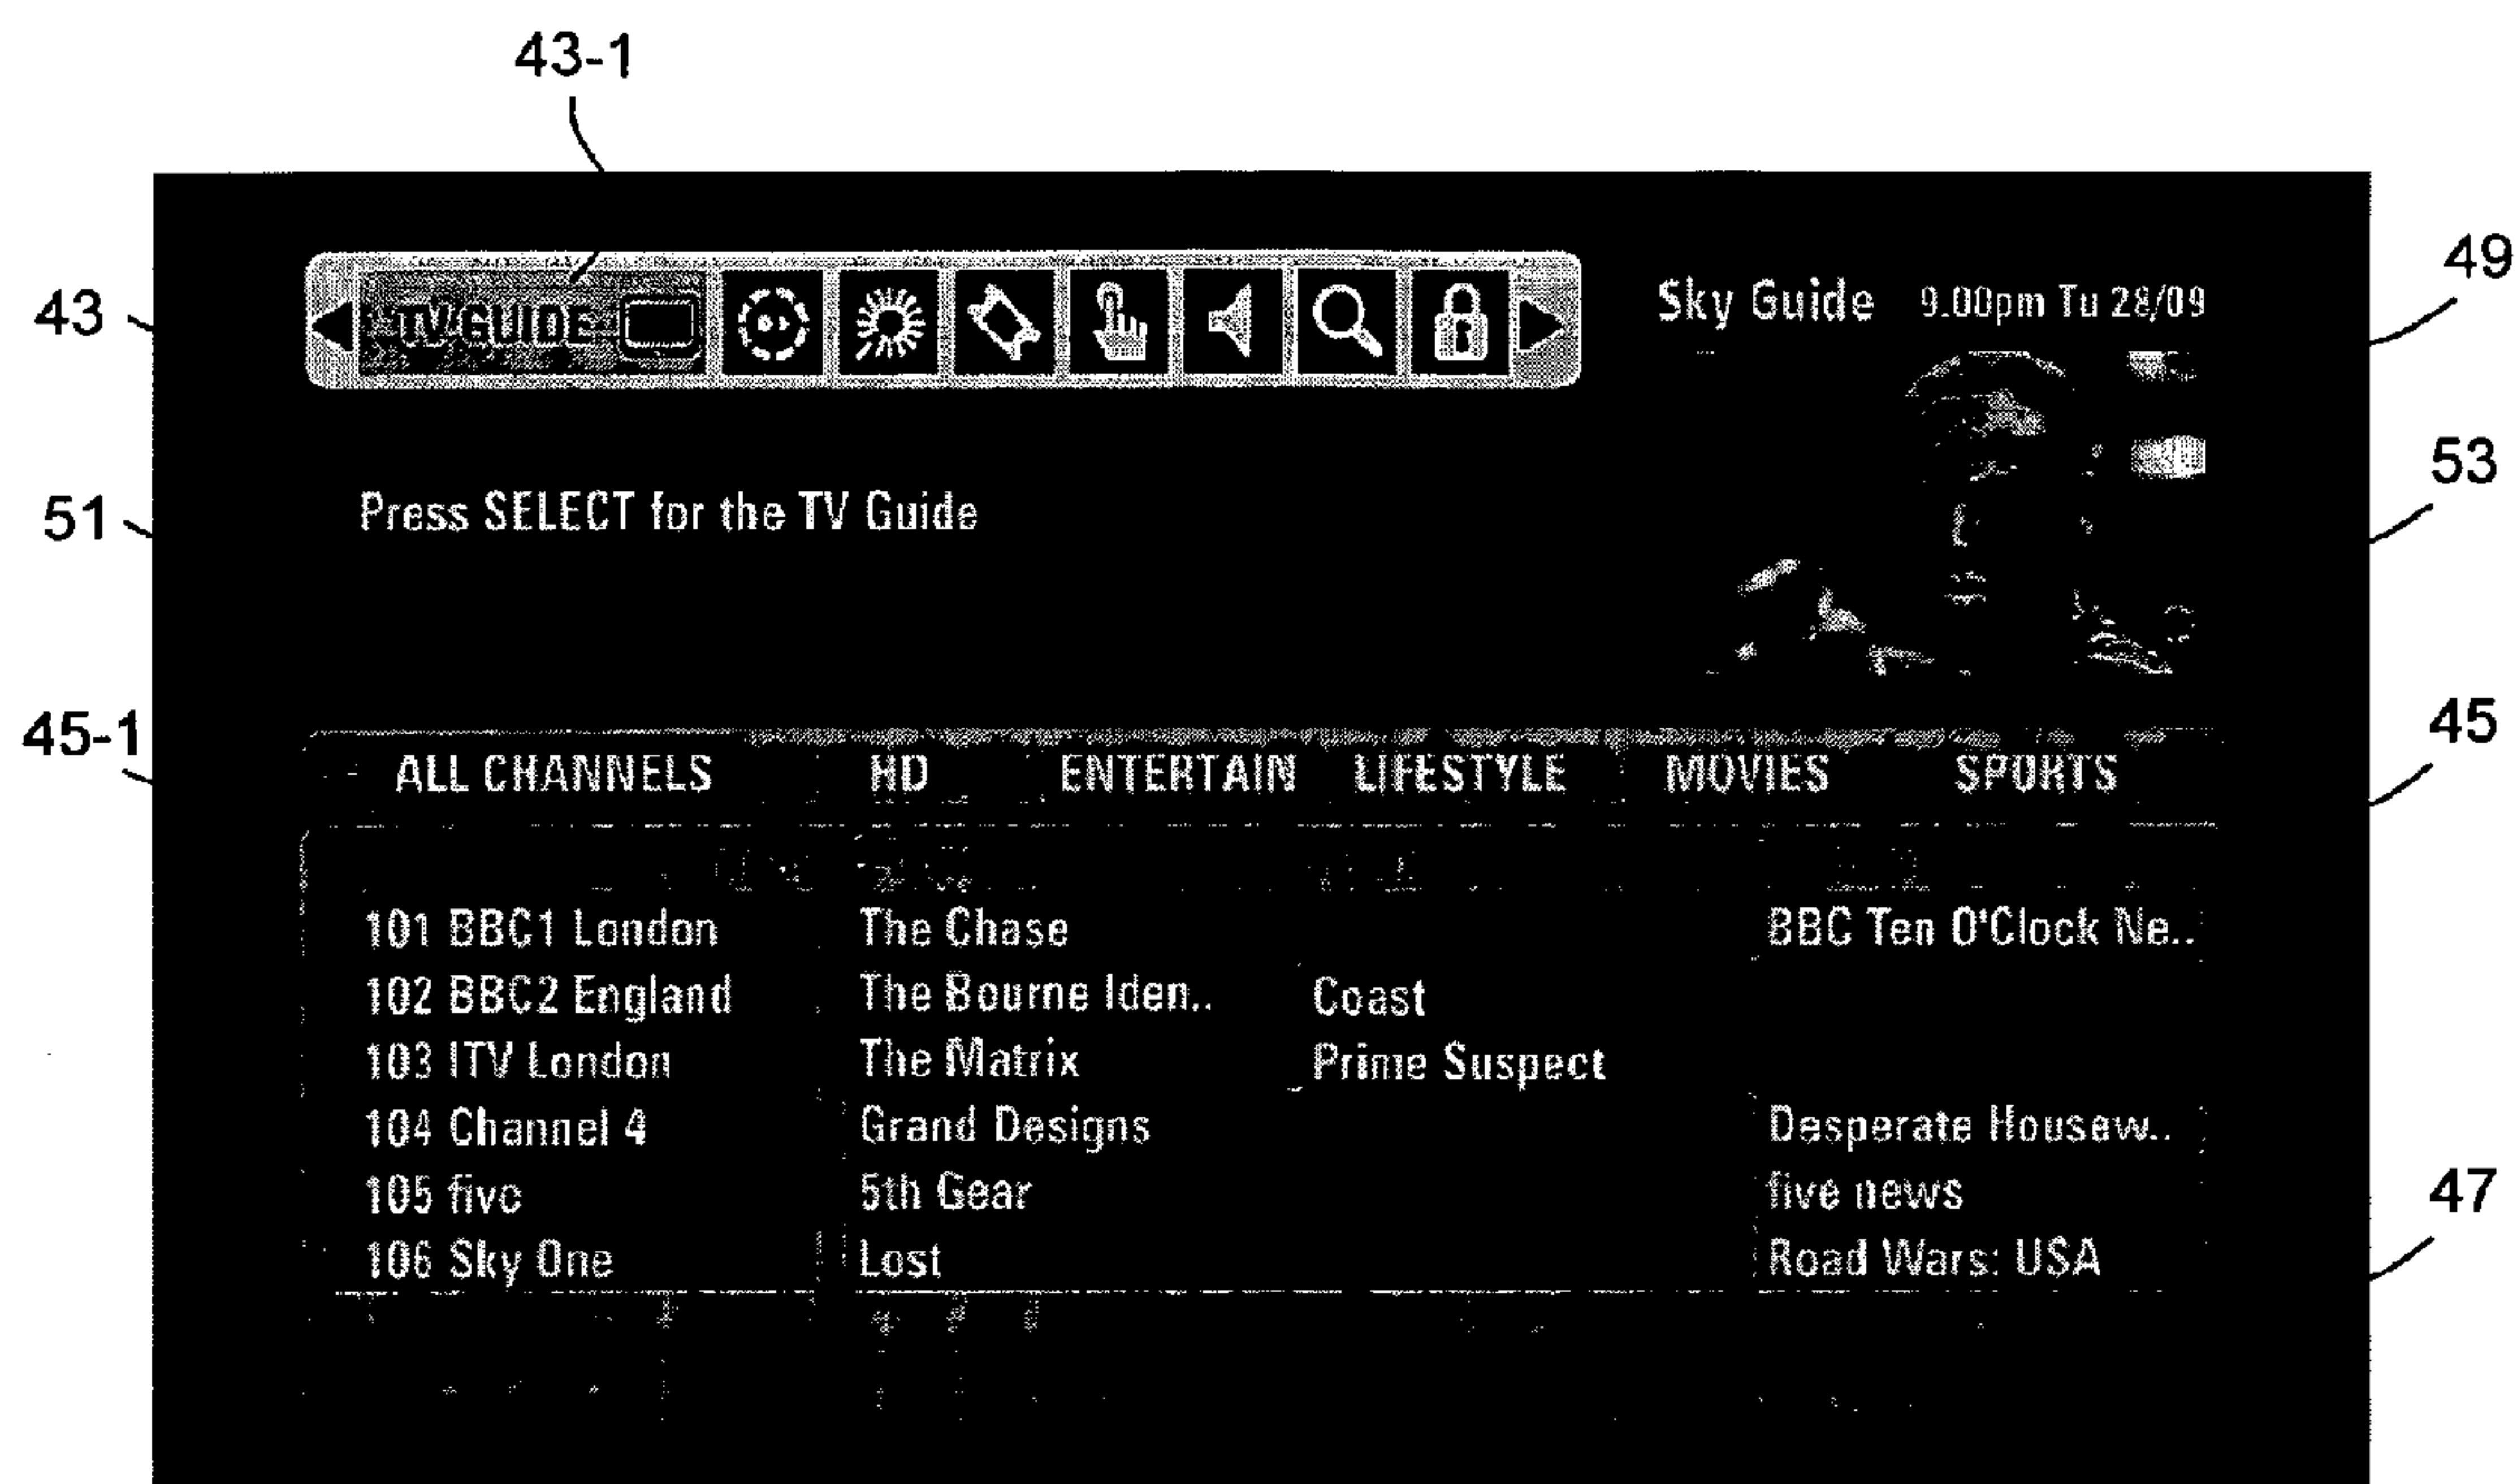 43-1
43
TV GUIDE
Sky Guide 9.00pm Tu 28/09
49
51
Press SELECT for the TV Guide
53
45-1
ALL CHANNELS HD ENTERTAIN LIFESTYLE MOVIES SPORTS
45
101 BBC1 London The Chase BBC Ten O'Clock Ne..
102 BBC2 England The Bourne Iden.. Coast
103 ITV London The Matrix Prime Suspect
104 Channel 4 Grand Designs Desperate Housew..
105 five 5th Gear five news
47
106 Sky One Lost Road Wars: USA